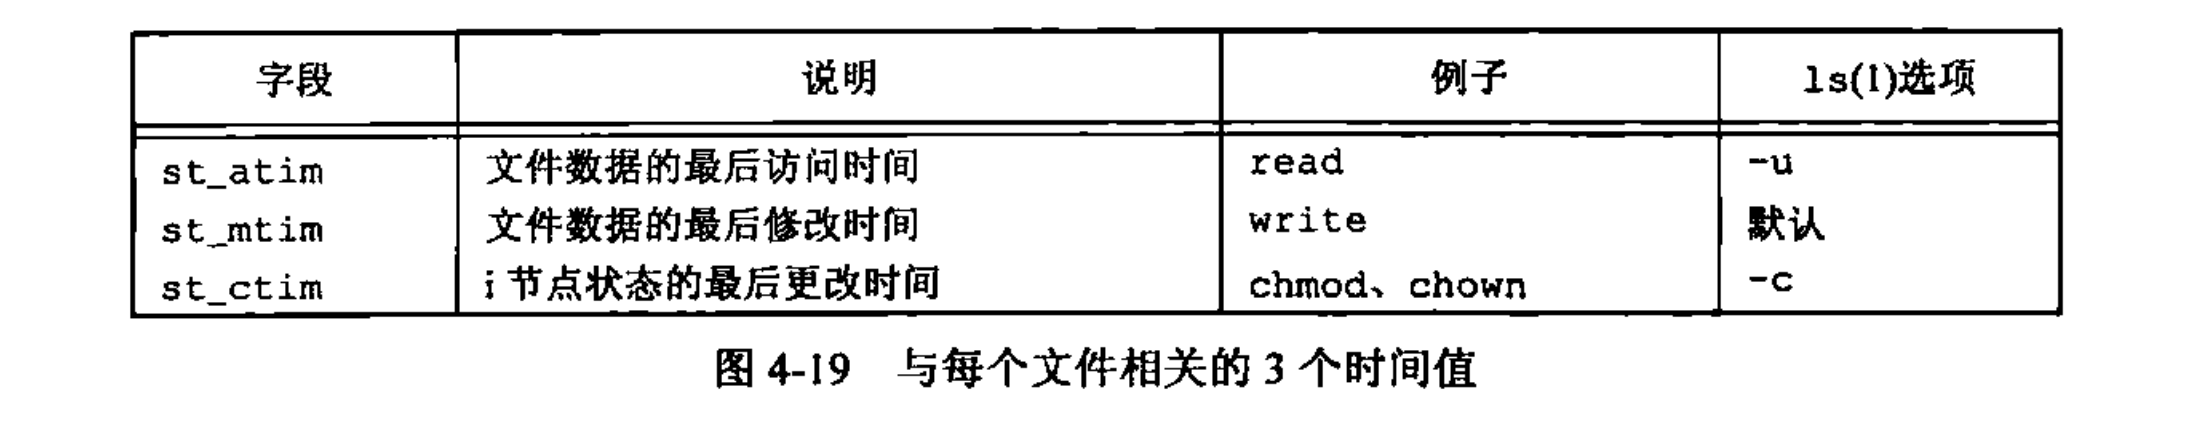 字段 说明 例子 ls(1)选项
st_atim 文件数据的最后访问时间 read -u
st_mtim 文件数据的最后修改时间 write 默认
st_ctim i节点状态的最后更改时间 chmod、chown -c
图 4-19 与每个文件相关的 3 个时间值